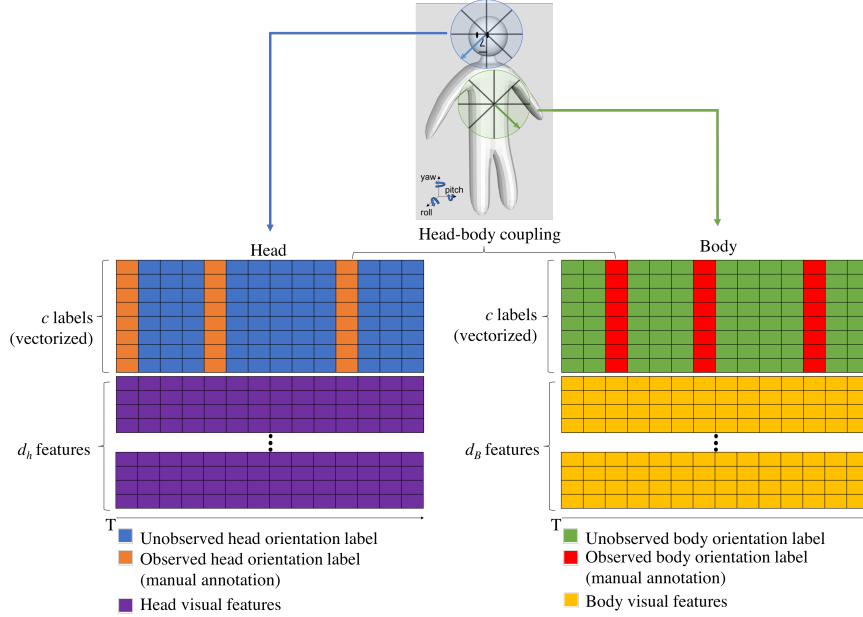 yaw
pitch
roll
Head-body coupling
Head
Body
c labels
(vectorized)
c labels
(vectorized)
d_h features
d_B features
T
T
Unobserved head orientation label
Observed head orientation label
(manual annotation)
Head visual features
Unobserved body orientation label
Observed body orientation label
(manual annotation)
Body visual features